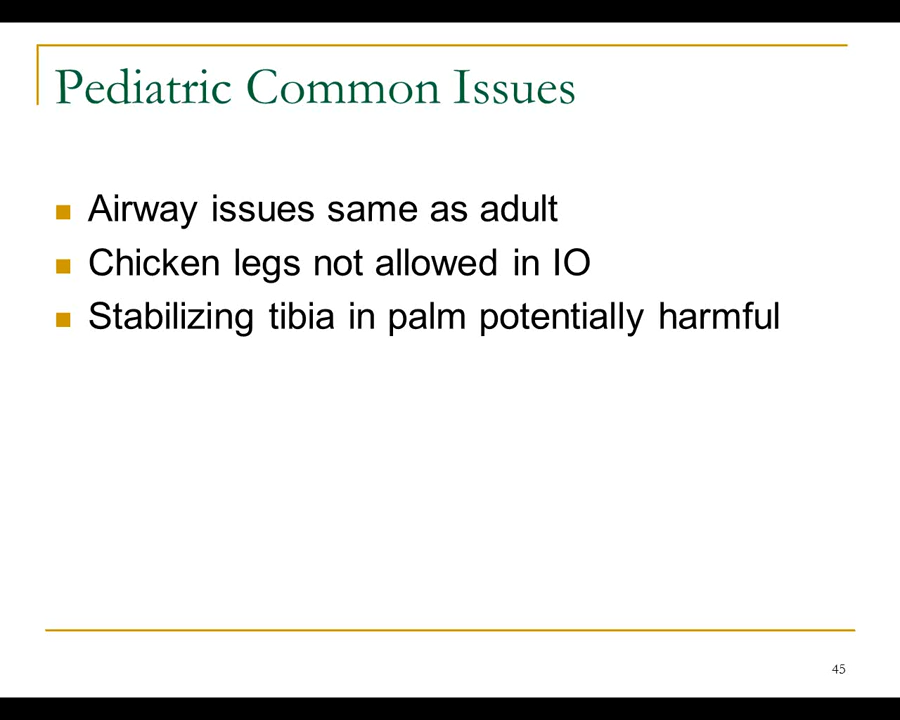 Pediatric Common Issues
Airway issues same as adult
Chicken legs not allowed in IO
Stabilizing tibia in palm potentially harmful
45